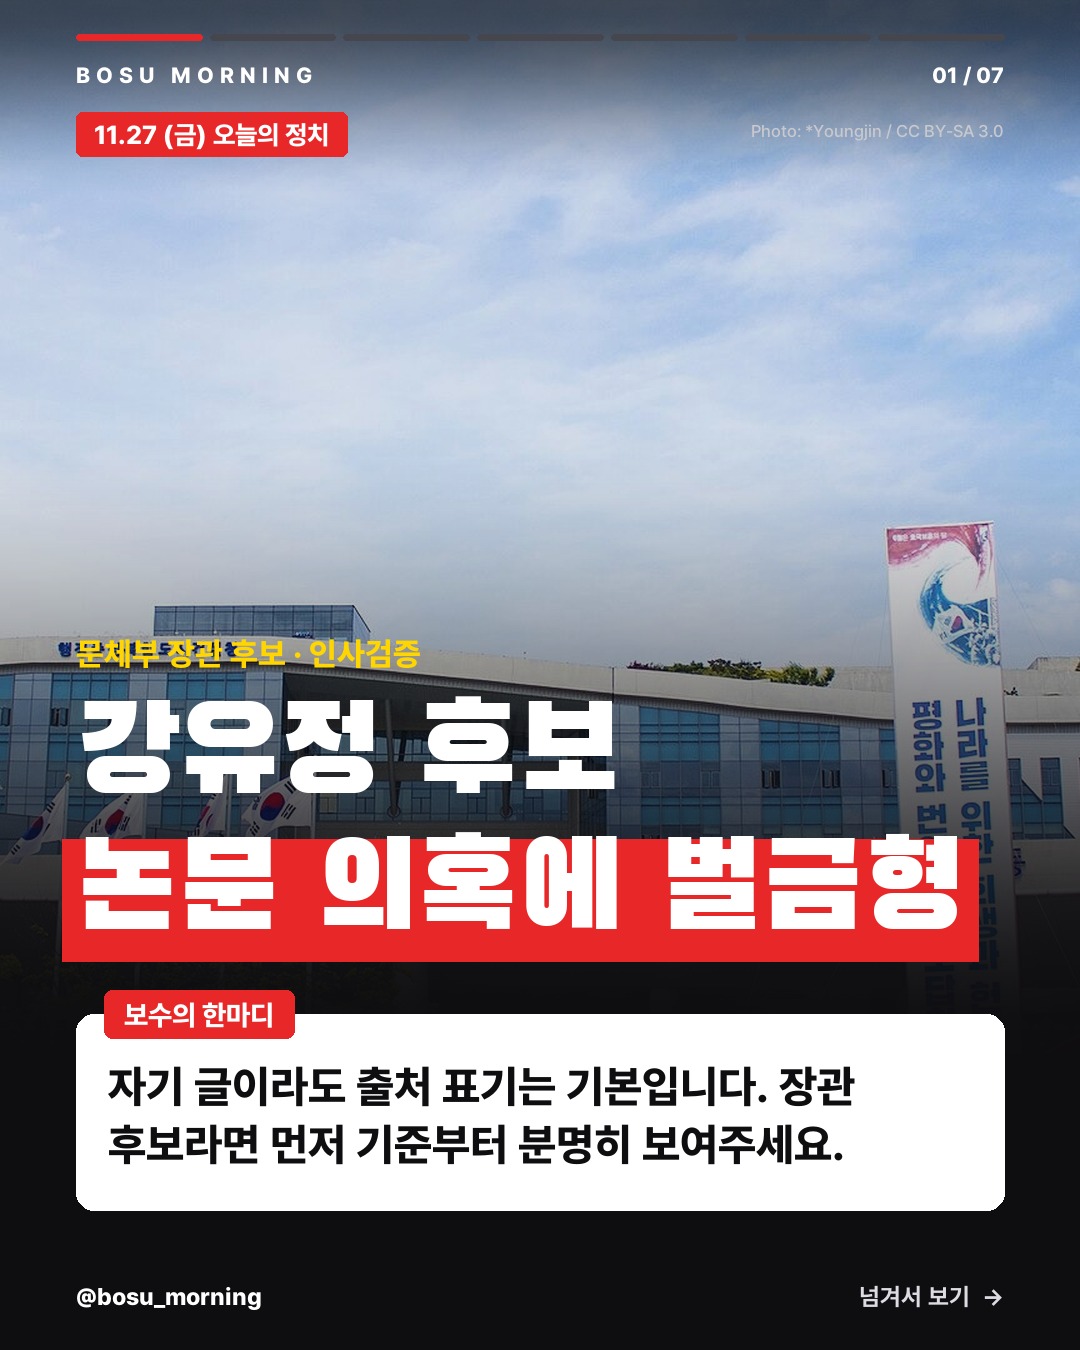 BOSU MORNING
01 / 07
11.27 (금) 오늘의 정치
Photo: *Youngjin / CC BY-SA 3.0
문체부 장관 후보 · 인사검증
강유정 후보
논문 의혹에 벌금형
나라를 위한 희생과
평화와 번
보수의 한마디
자기 글이라도 출처 표기는 기본입니다. 장관
후보라면 먼저 기준부터 분명히 보여주세요.
@bosu_morning
넘겨서 보기 →